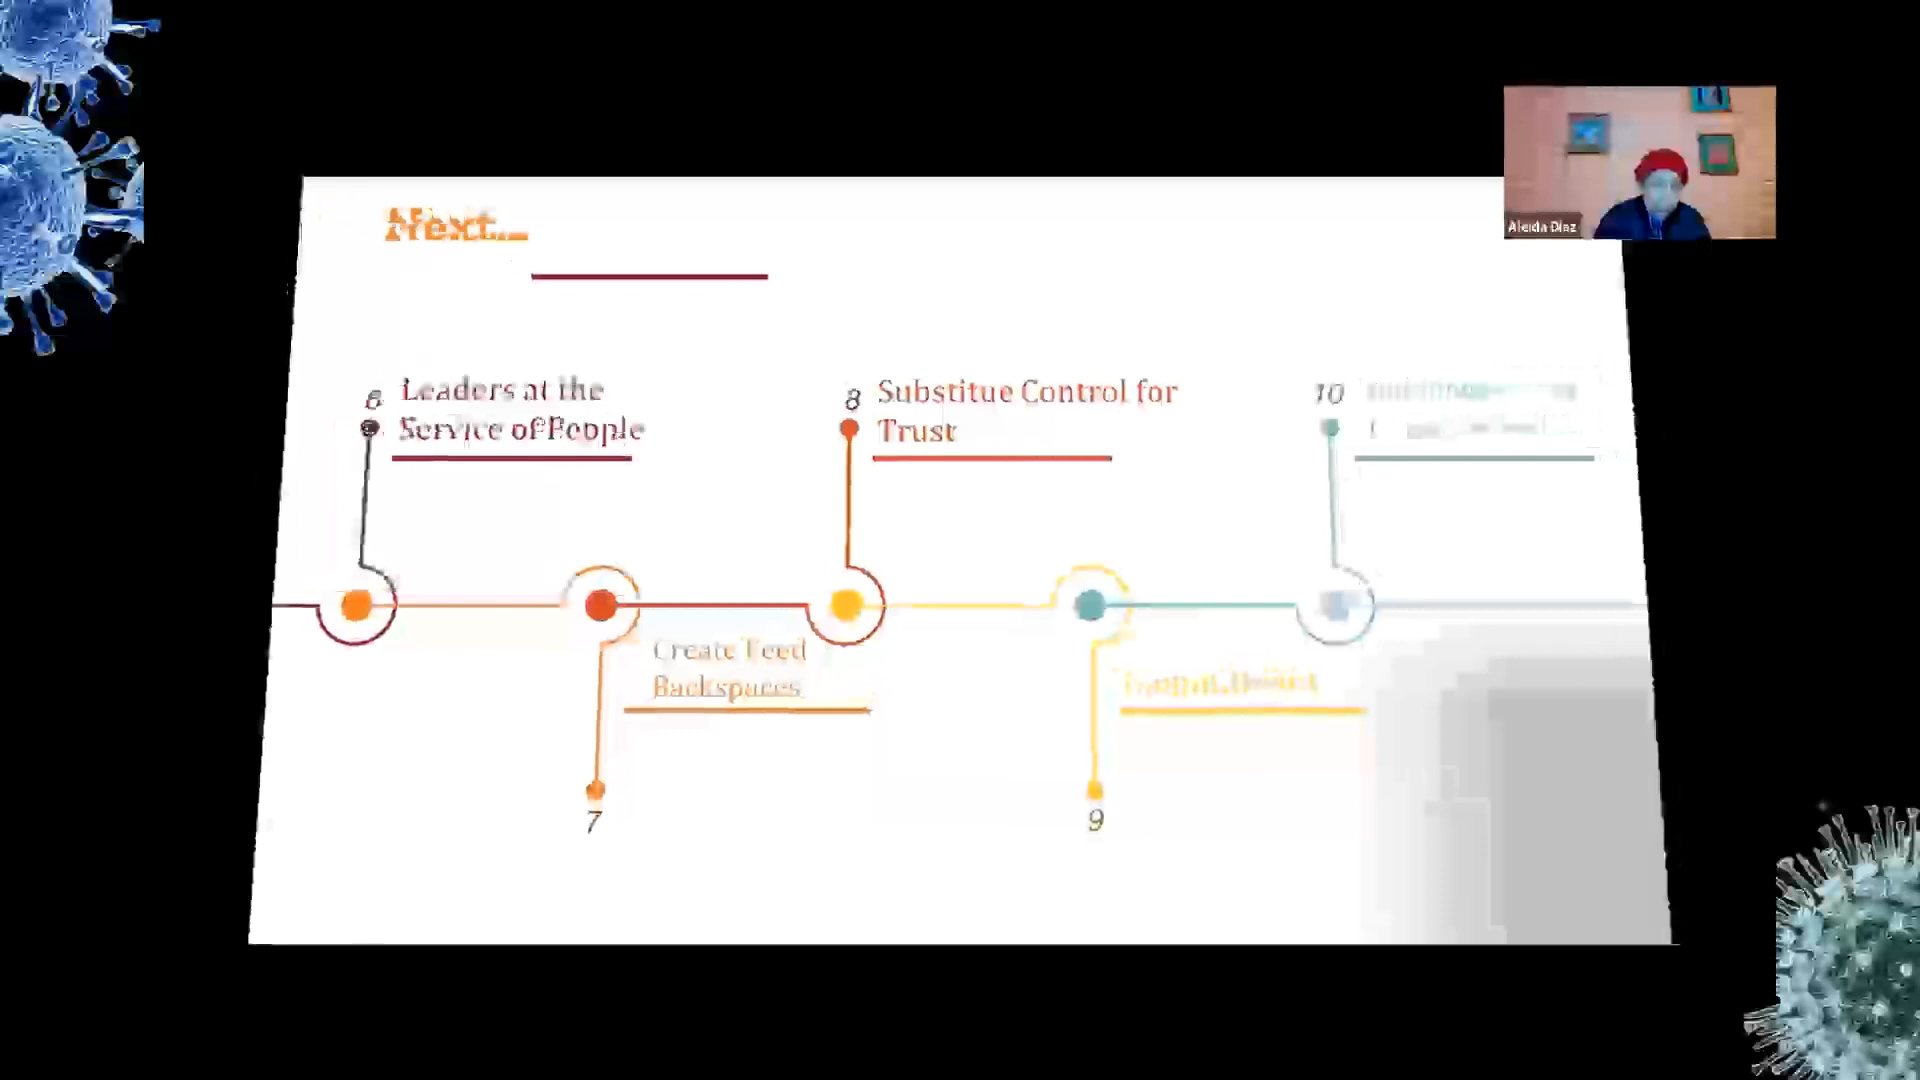 Next...
Aleida Diaz
6
Leaders at the
Service of People
8
Substitue Control for
Trust
10
Create Feed
Backspaces
7
9